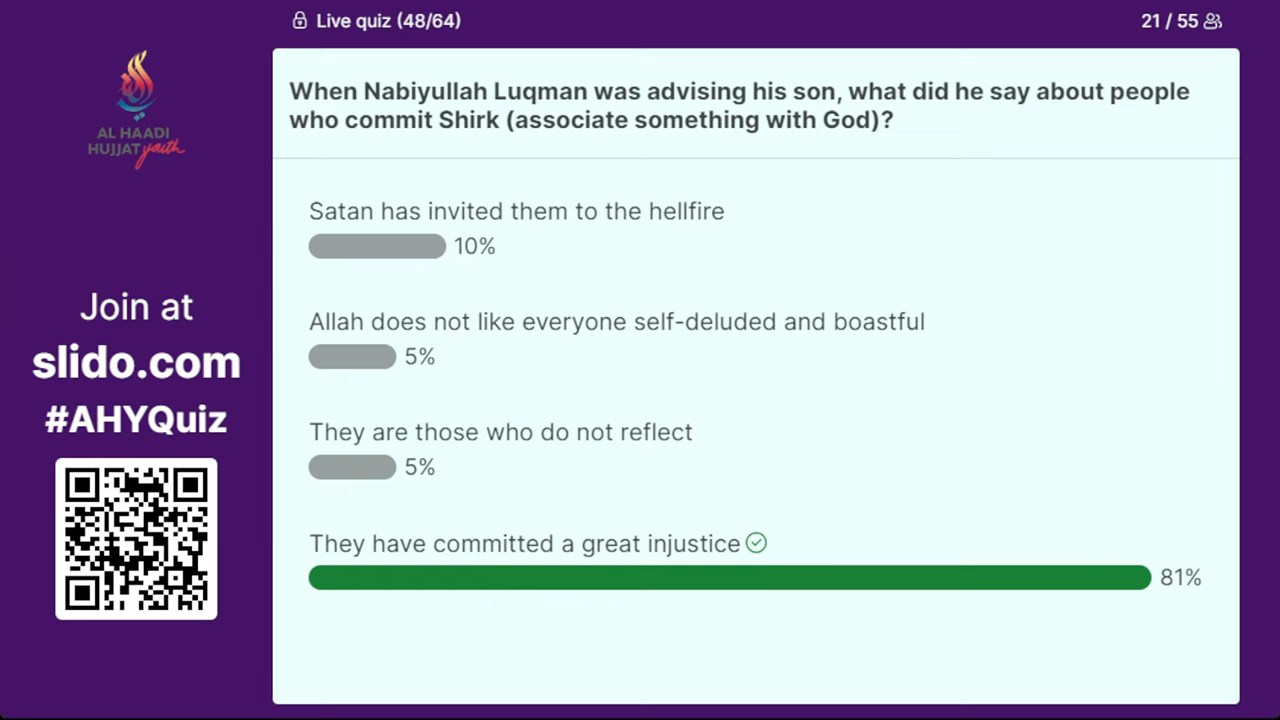 Live quiz (48/64)
21 / 55
AL HAADI
HUJJAT youth
Join at
slido.com
#AHYQuiz
When Nabiyullah Luqman was advising his son, what did he say about people
who commit Shirk (associate something with God)?
Satan has invited them to the hellfire
10%
Allah does not like everyone self-deluded and boastful
5%
They are those who do not reflect
5%
They have committed a great injustice
81%